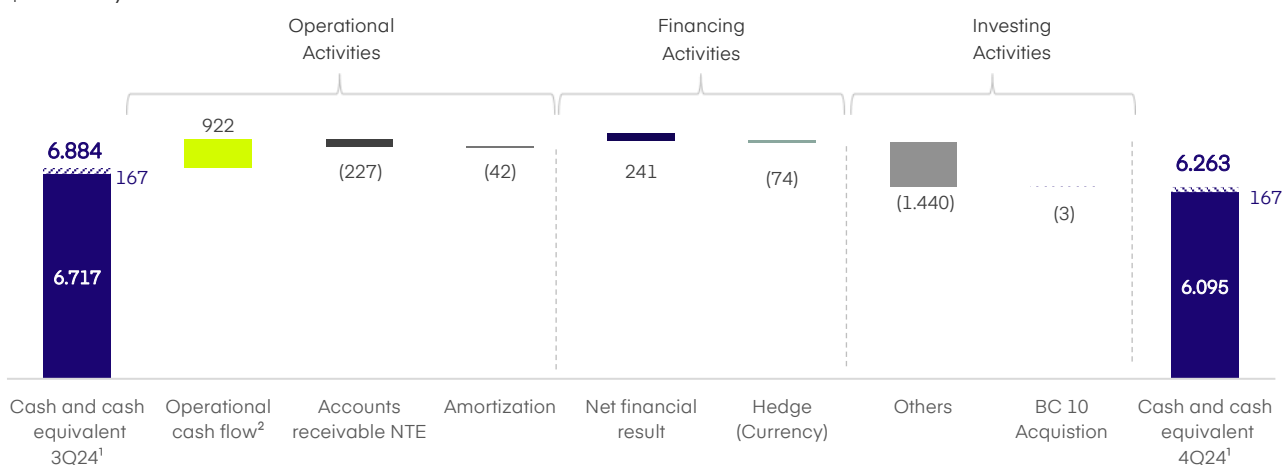 Operational
Activities
Financing
Activities
Investing
Activities
922
6.884
167
6.717
(227)
(42)
241
(74)
(1.440)
(3)
6.263
167
6.095
Cash and cash
equivalent
3Q24¹
Operational
cash flow²
Accounts
receivable NTE
Amortization
Net financial
result
Hedge
(Currency)
Others
BC 10
Acquistion
Cash and cash
equivalent
4Q24¹